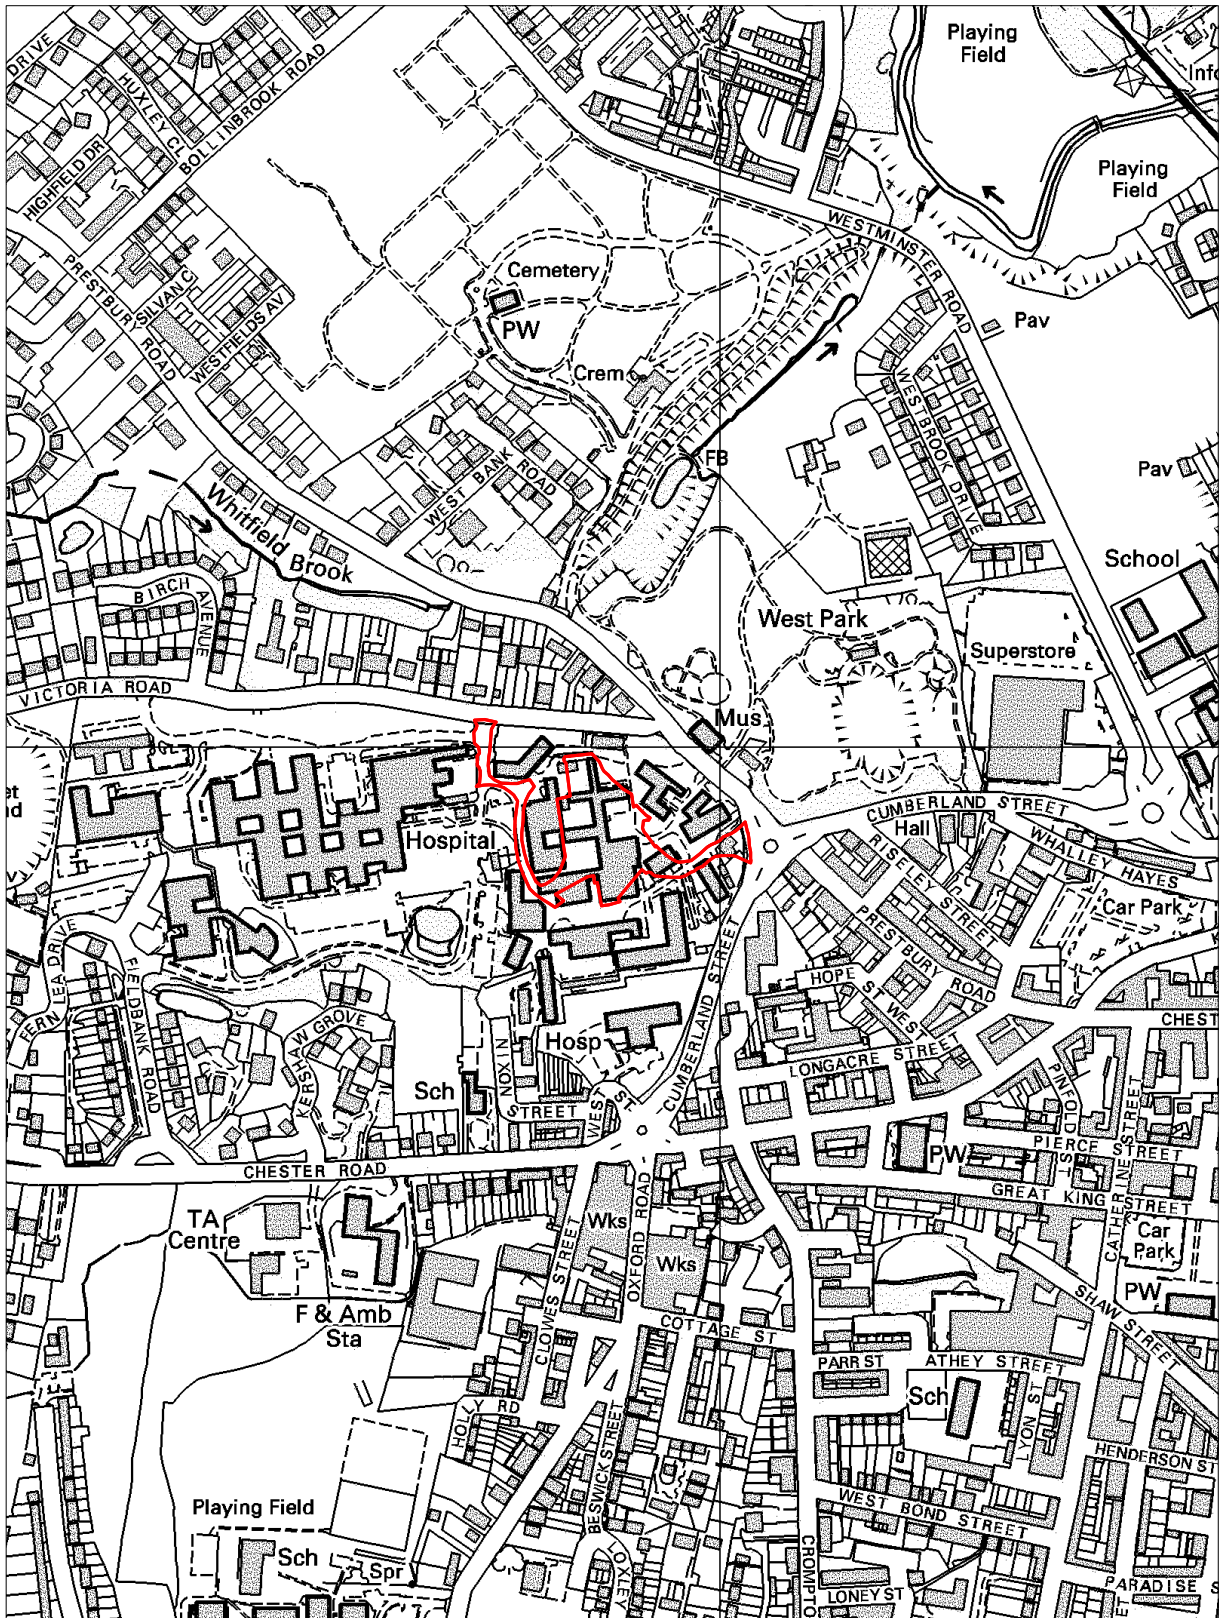 Playing
Field
DRIVE
HUXLEY CL
BOLLINBROOK ROAD
HIGHFIELD DR
Playing
Field
WESTMINSTER ROAD
PRESTBURY ROAD
SILVAN C
WESTFIELDS AV
Cemetery
PW
Pav
Crem
WESTBROOK DRIVE
FB
Pav
WEST BANK ROAD
Whitfield Brook
School
BIRCH AVENUE
West Park
Superstore
VICTORIA ROAD
Mus
CUMBERLAND STREET
Hall
Hospital
RISELEY STREET
WHALLEY HAYES
Car Park
PRESTBURY ROAD
FERN LEA DRIVE
FIELDBANK ROAD
CUMBERLAND STREET
HOPE ST WEST
CHEST
KERSHAW GROVE
Hosp
LONGACRE STREET
NIXON STREET
Sch
WEST ST
PINFOLD ST
CATHERINE STREET
PIERCE STREET
PW
CHESTER ROAD
GREAT KING STREET
TA
Centre
Wks
Wks
Car
Park
CLOWES STREET
OXFORD ROAD
PW
F & Amb
Sta
SHAW STREET
COTTAGE ST
PARR ST
ATHEY STREET
Sch
LYON ST
HOLLY RD
BESWICK STREET
HENDERSON ST
WEST BOND STREET
Playing Field
Sch
Spr
LOXLEY
CROMPTO
LONEY ST
PARADISE S